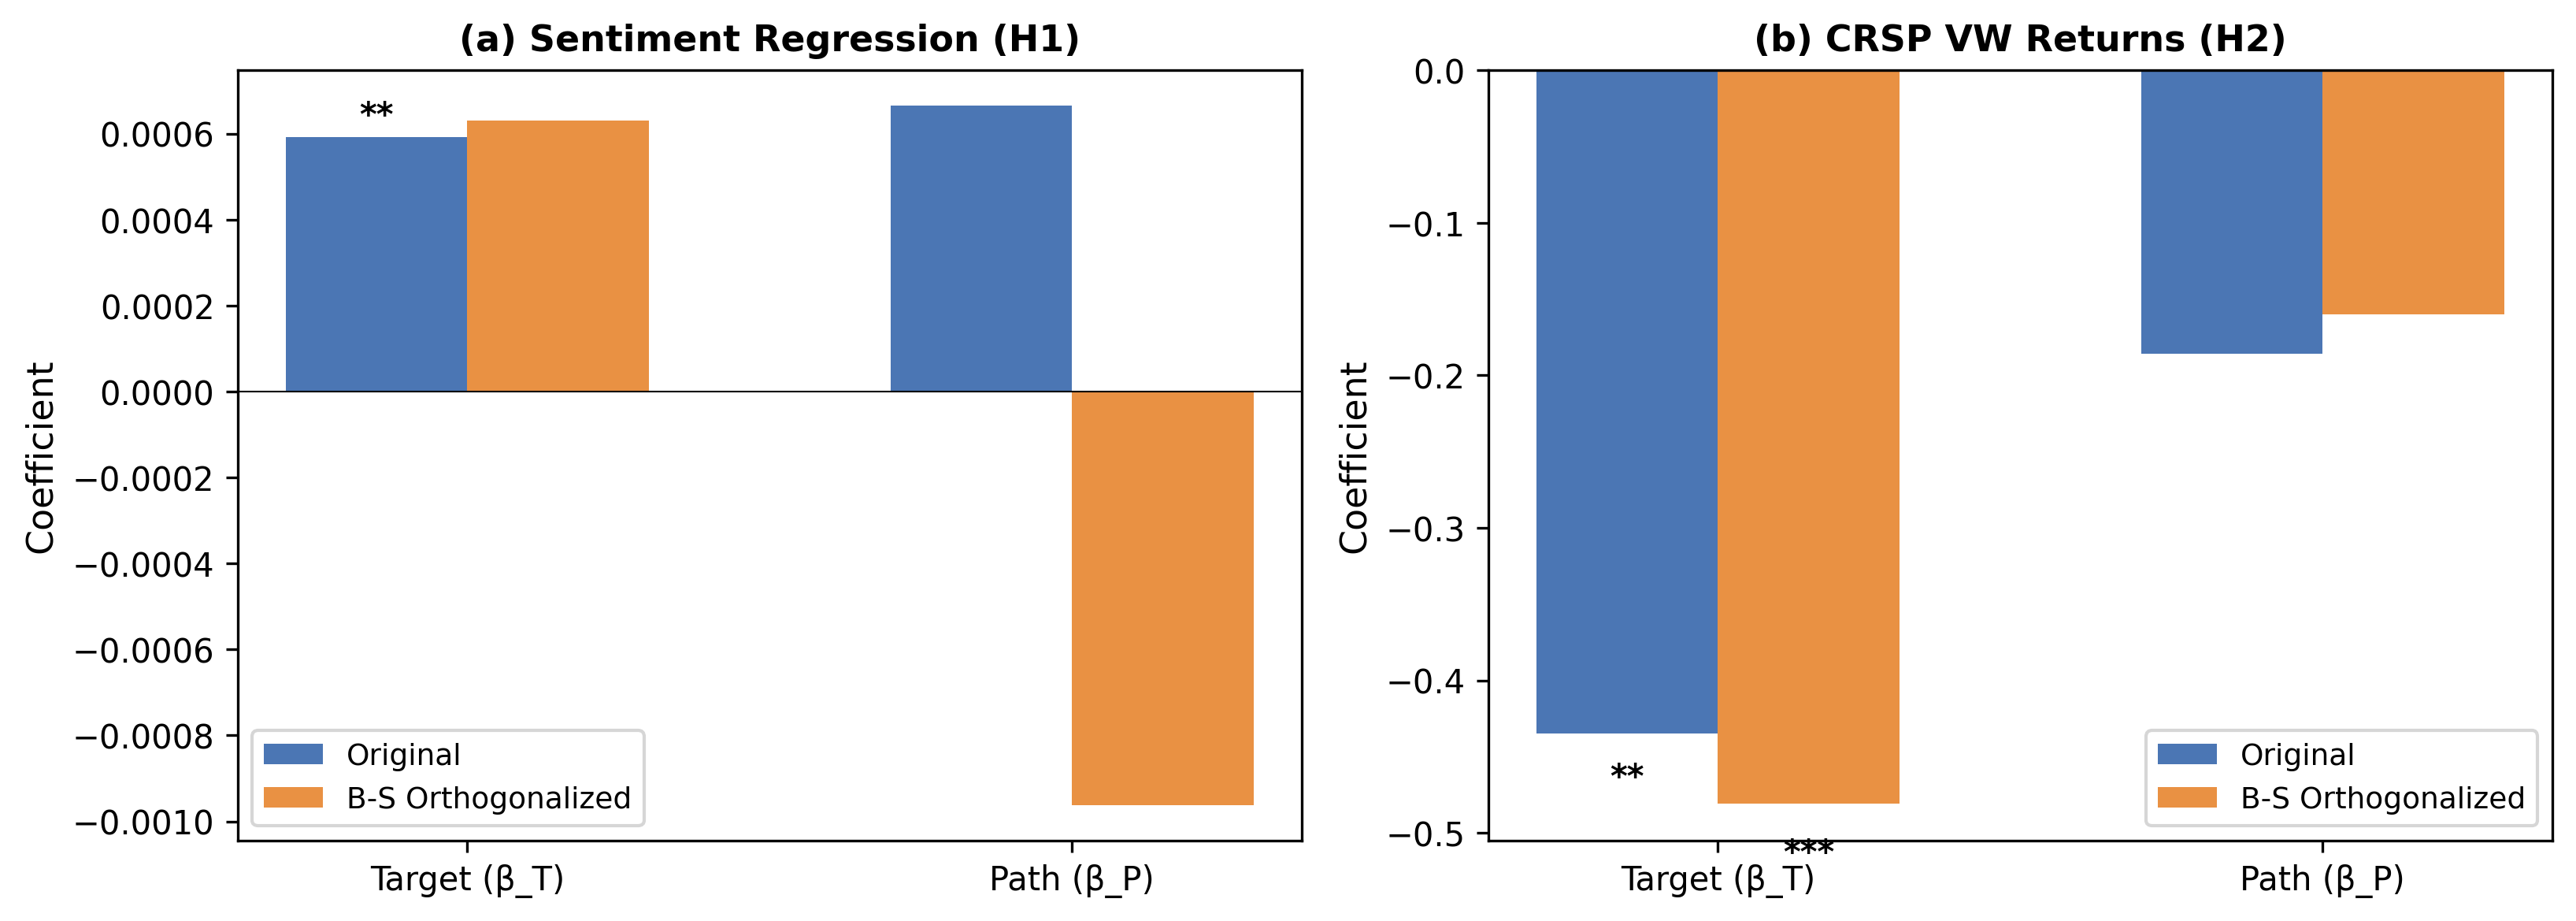 (a) Sentiment Regression (H1)
Coefficient
0.0006
0.0004
0.0002
0.0000
−0.0002
−0.0004
−0.0006
−0.0008
−0.0010
**
Original
B-S Orthogonalized
Target (β_T)
Path (β_P)
(b) CRSP VW Returns (H2)
Coefficient
0.0
−0.1
−0.2
−0.3
−0.4
−0.5
**
***
Original
B-S Orthogonalized
Target (β_T)
Path (β_P)